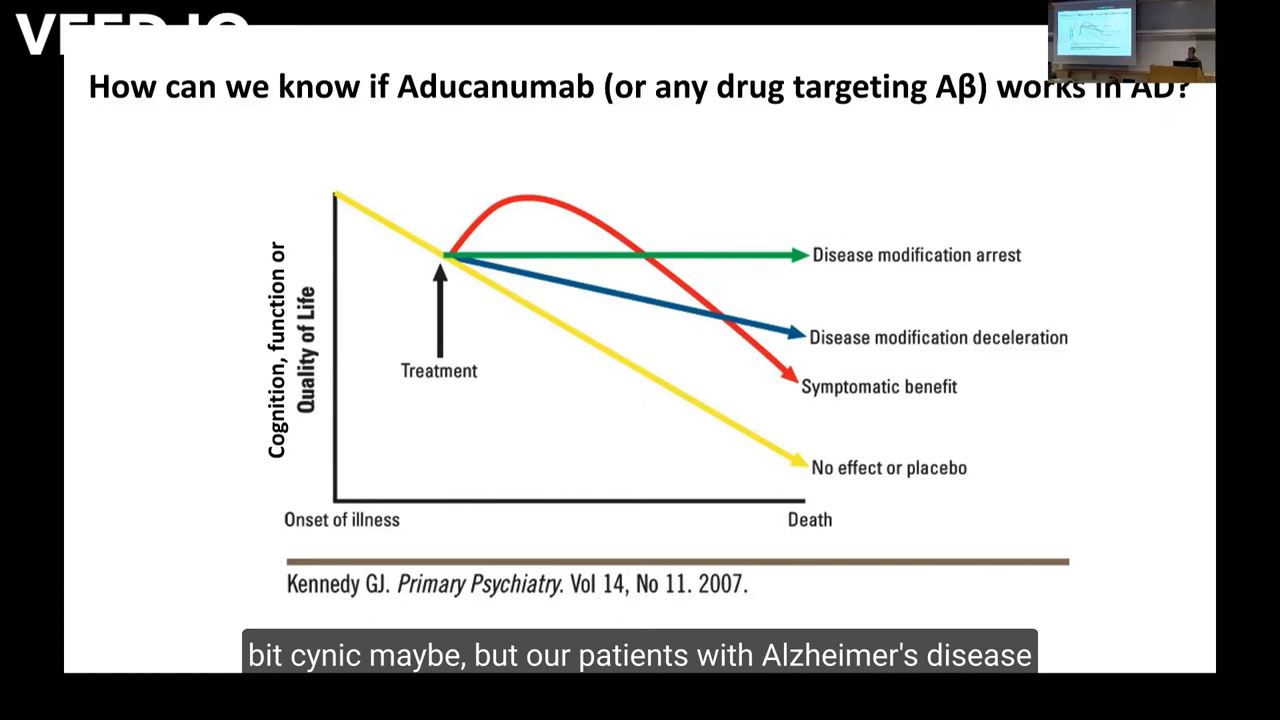 VEED.IO
How can we know if Aducanumab (or any drug targeting Aβ) works in AD?
Cognition, function or
Quality of Life
Disease modification arrest
Disease modification deceleration
Treatment
Symptomatic benefit
No effect or placebo
Onset of illness
Death
Kennedy GJ. Primary Psychiatry. Vol 14, No 11. 2007.
bit cynic maybe, but our patients with Alzheimer's disease